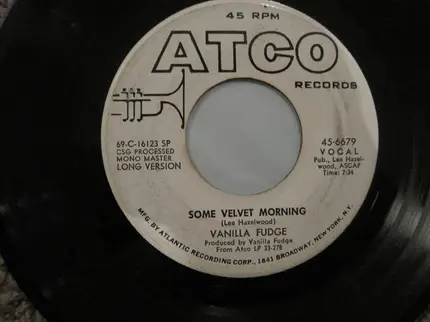 45 RPM
ATCO
RECORDS
69-C-16123 SP
CSG PROCESSED
MONO MASTER
LONG VERSION
45-6679
VOCAL
Pub., Lee Hazel-
wood, ASCAP
Time: 7:34
SOME VELVET MORNING
(Lee Hazelwood)
VANILLA FUDGE
Produced by Vanilla Fudge
From Atco LP 33-278
MFG. BY ATLANTIC RECORDING CORP., 1841 BROADWAY, NEW YORK, N.Y.